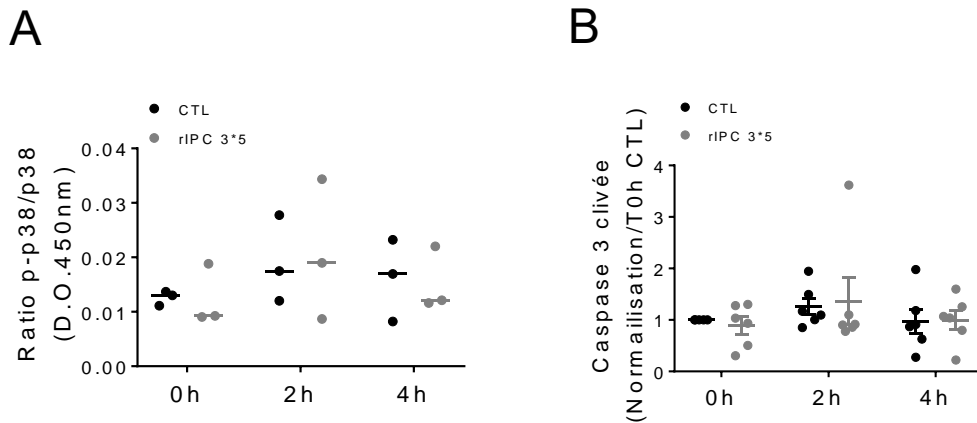 A
CTL
rIPC 3*5
Ratio p-p38/p38
(D.O.450nm)
0.04
0.03
0.02
0.01
0.00
0h
2h
4h
B
CTL
rIPC 3*5
Caspase 3 clivée
(Normailisation/T0h CTL)
4
3
2
1
0
0h
2h
4h